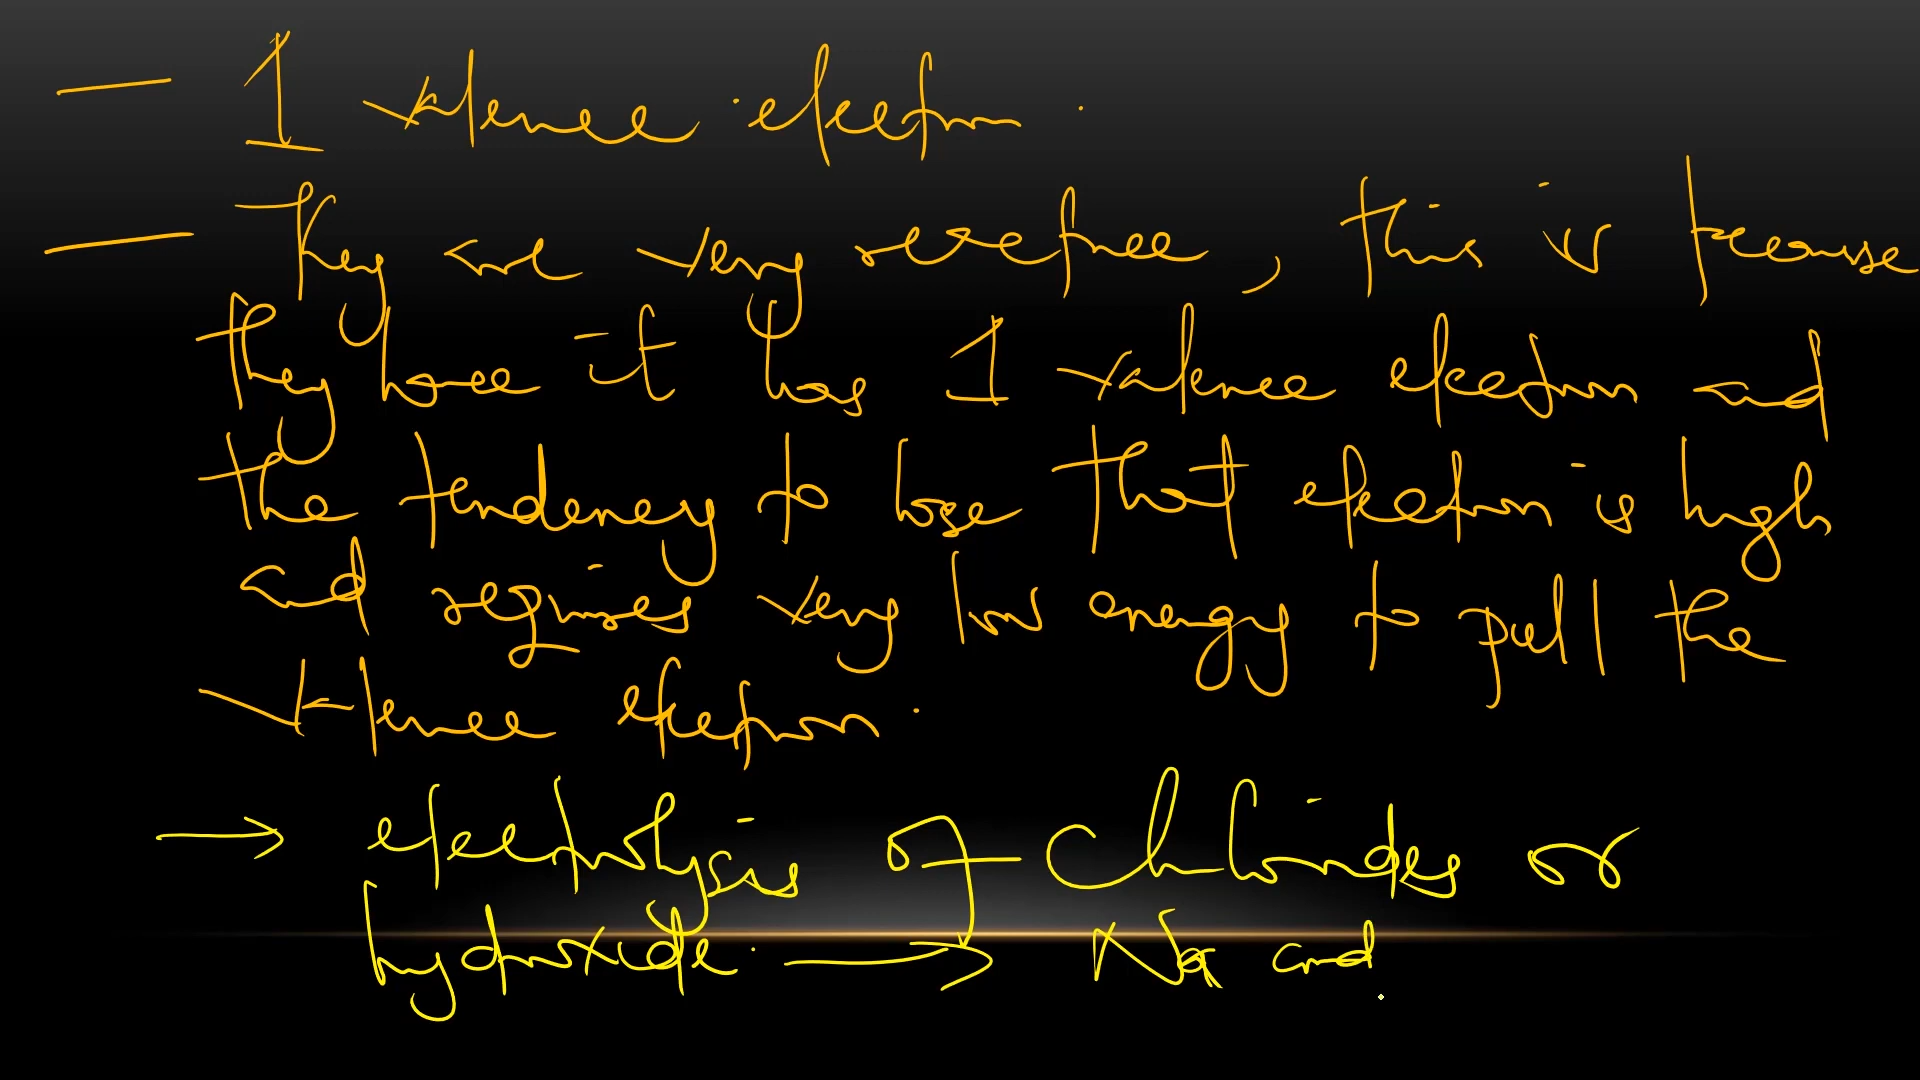 — 1 valence electron.
— They are very reactive, this is because
they have it has 1 valence electron and
the tendency to lose that electron is high
and requires very low energy to pull the
valence electron.
→ electrolysis of chlorides or
hydroxide. → Na and